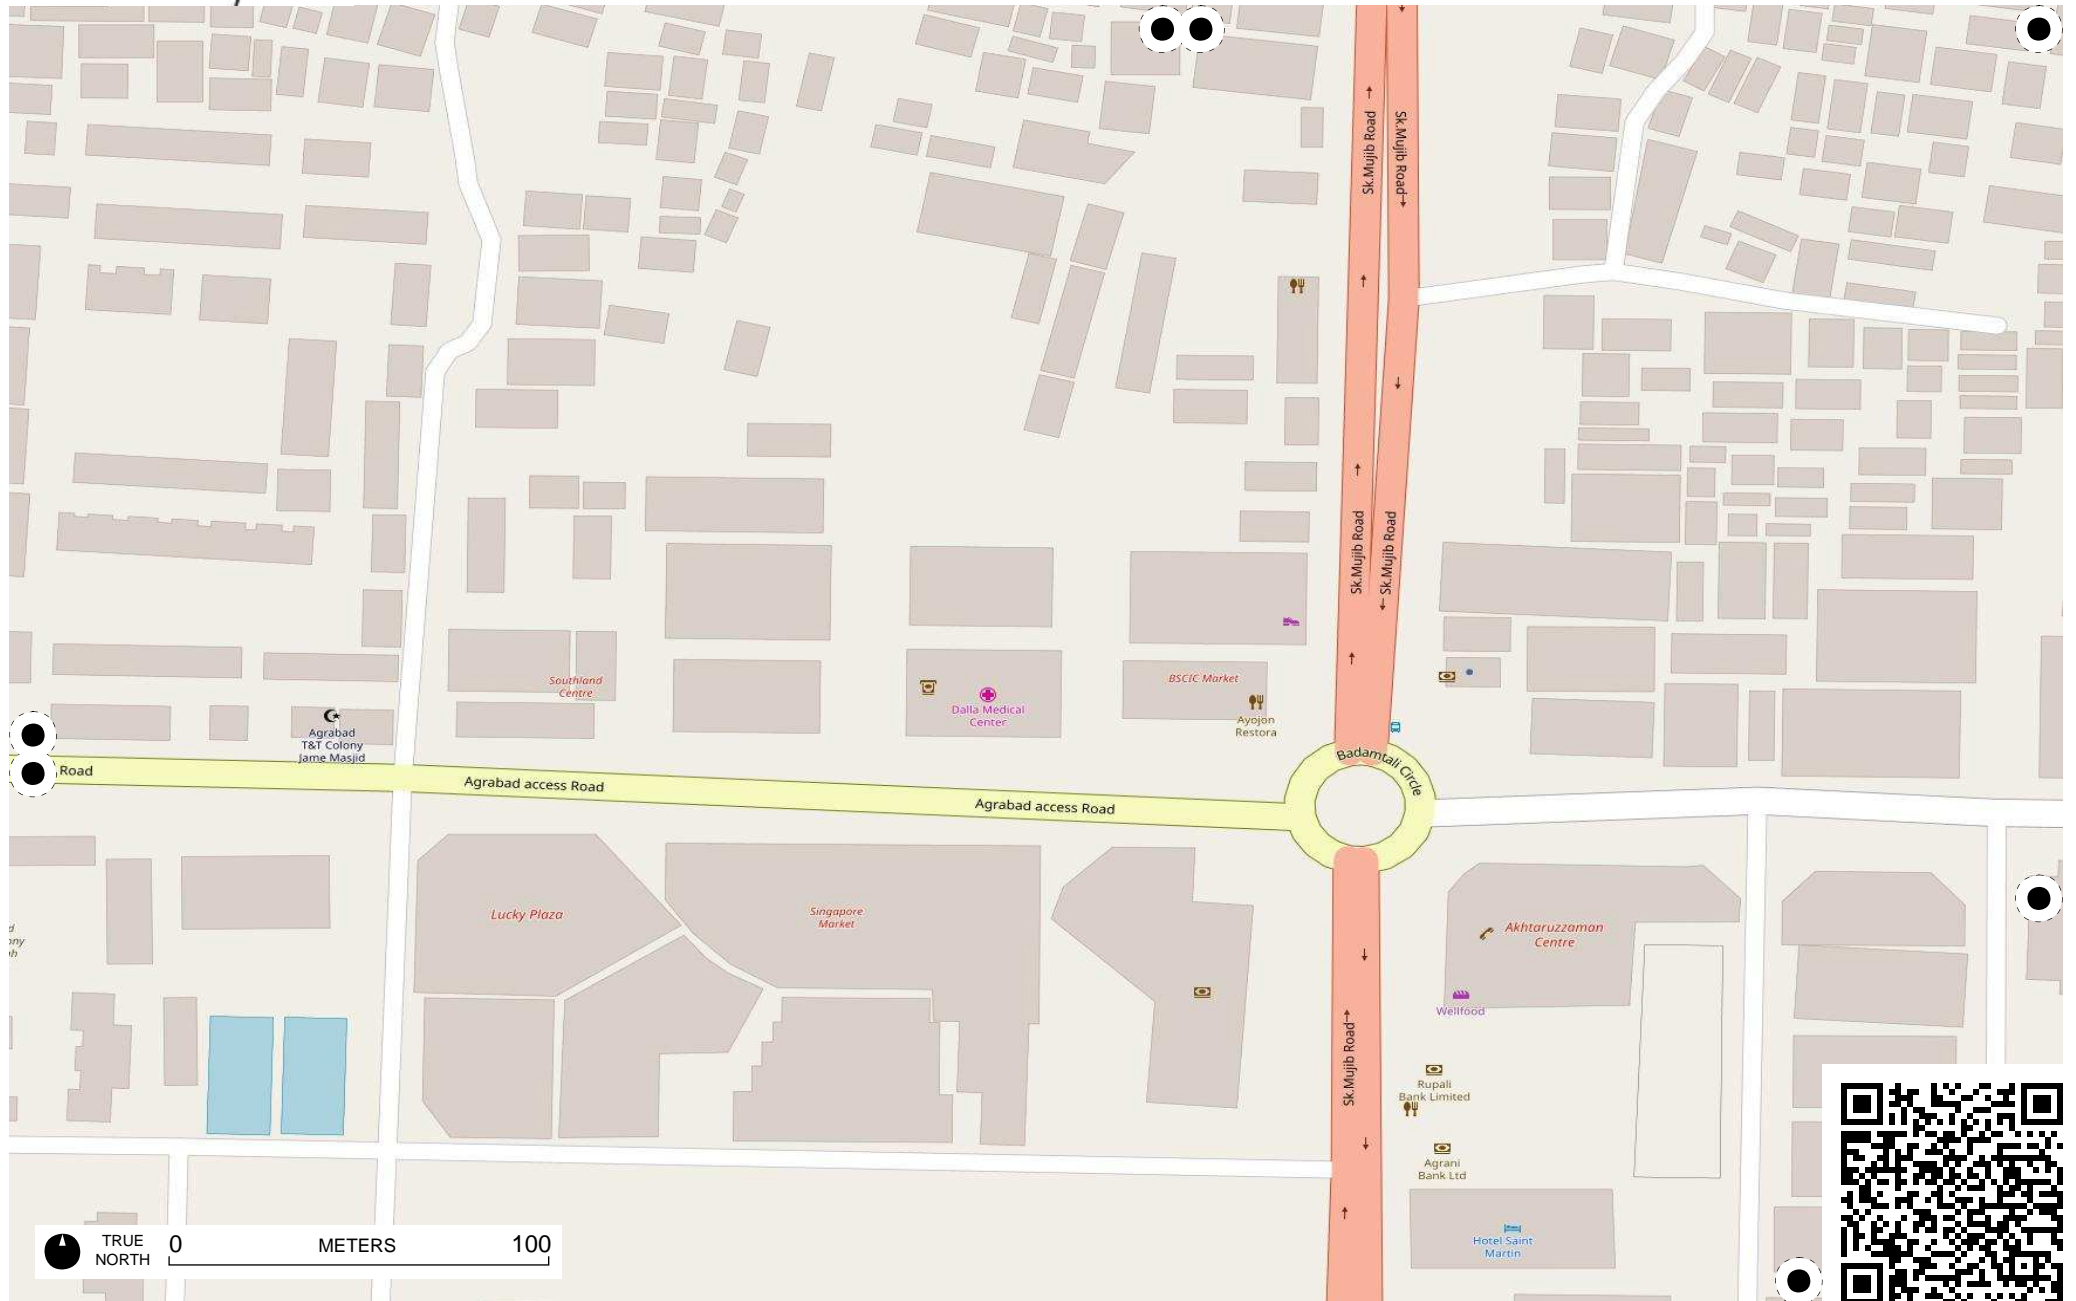 Sk.Mujib Road
Sk.Mujib Road
Sk.Mujib Road
Sk.Mujib Road
Southland
Centre
BSCIC Market
Dalla Medical
Center
Ayojon
Restora
Agrabad
T&T Colony
Jame Masjid
Badamtali Circle
Road
Agrabad access Road
Agrabad access Road
Lucky Plaza
Singapore
Market
Akhtaruzzaman
Centre
Wellfood
Sk.Mujib Road
Rupali
Bank Limited
Agrani
Bank Ltd
Hotel Saint
Martin
TRUE
NORTH
0 METERS 100